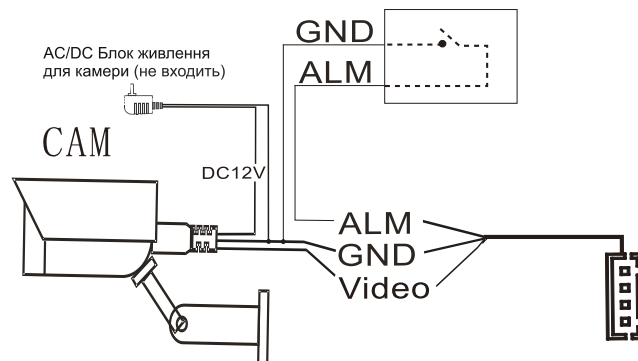 GND
AC/DC Блок живлення
для камери (не входить)
ALM
CAM
DC12V
ALM
GND
Video